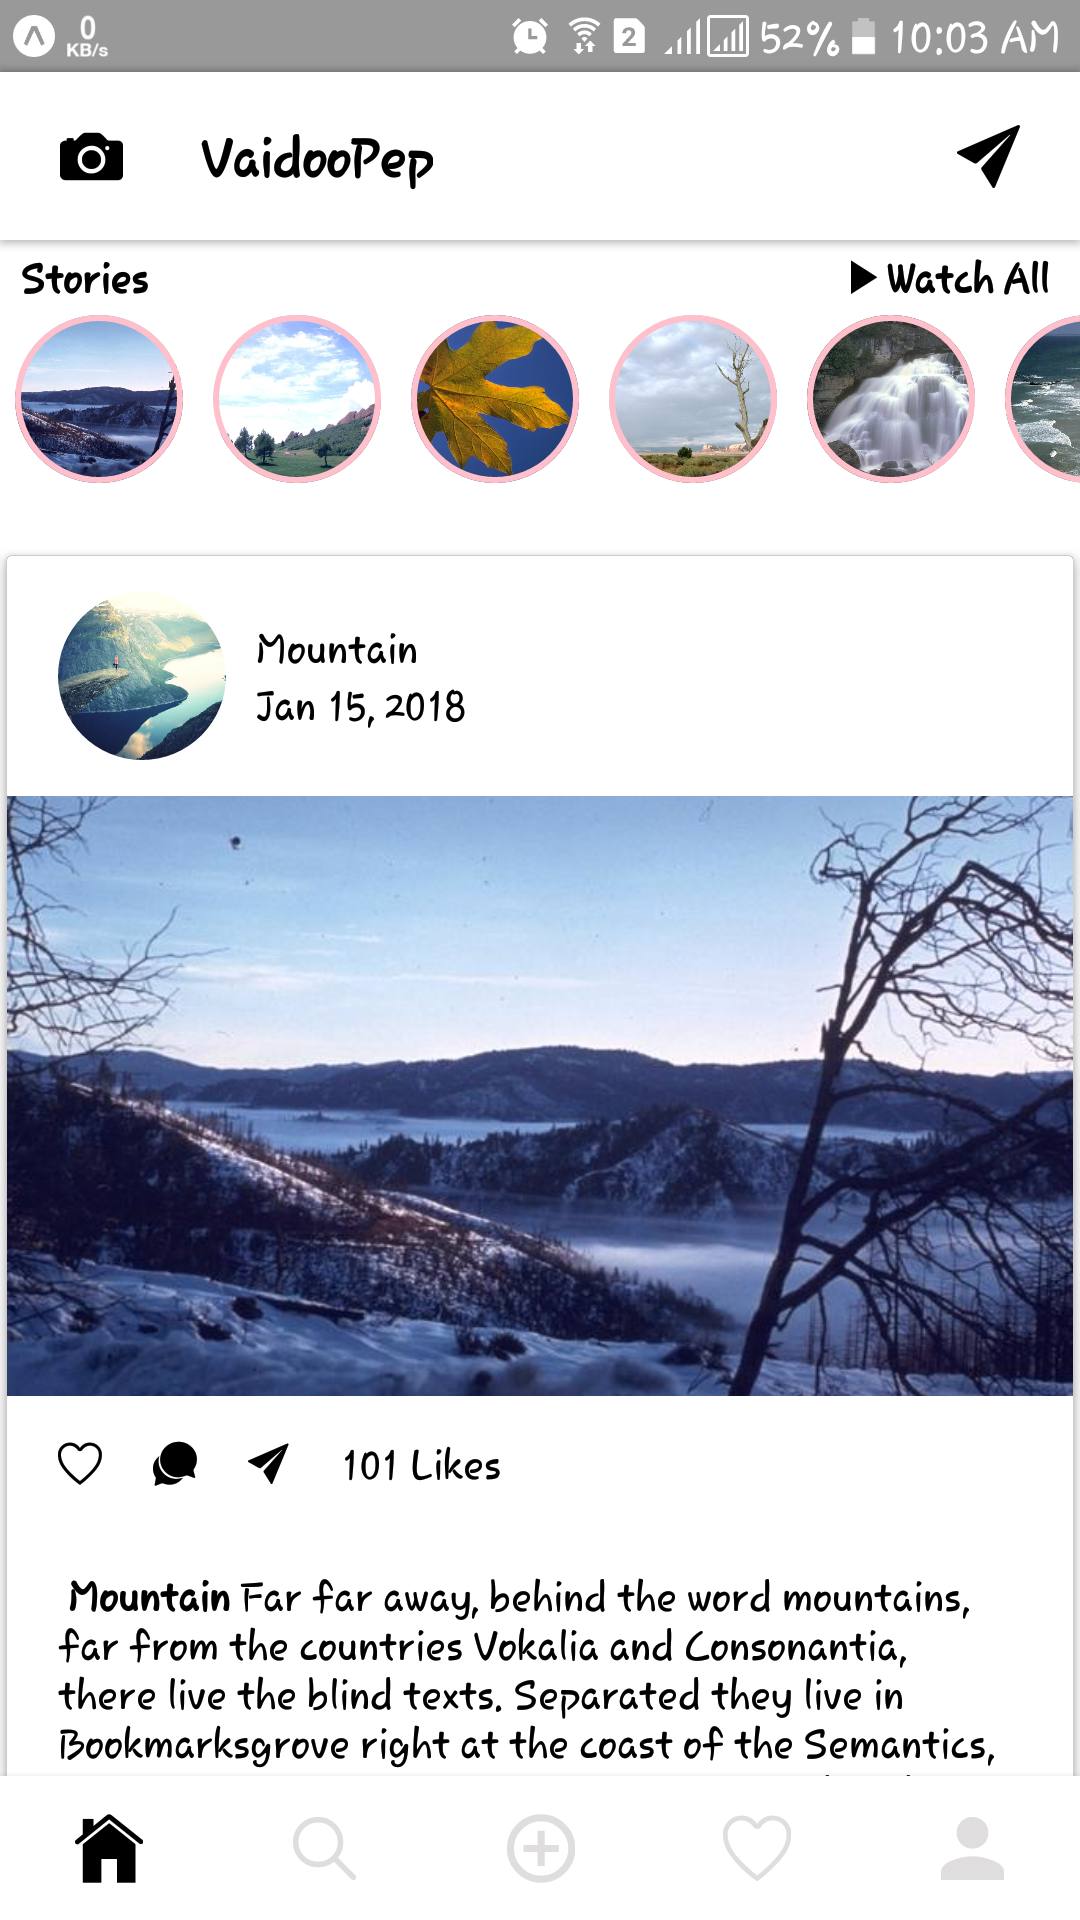 0
KB/s
2
52%
10:03 AM
VaidooPep
Stories
Watch All
Mountain
Jan 15, 2018
101 Likes
Mountain Far far away, behind the word mountains,
far from the countries Vokalia and Consonantia,
there live the blind texts. Separated they live in
Bookmarksgrove right at the coast of the Semantics,